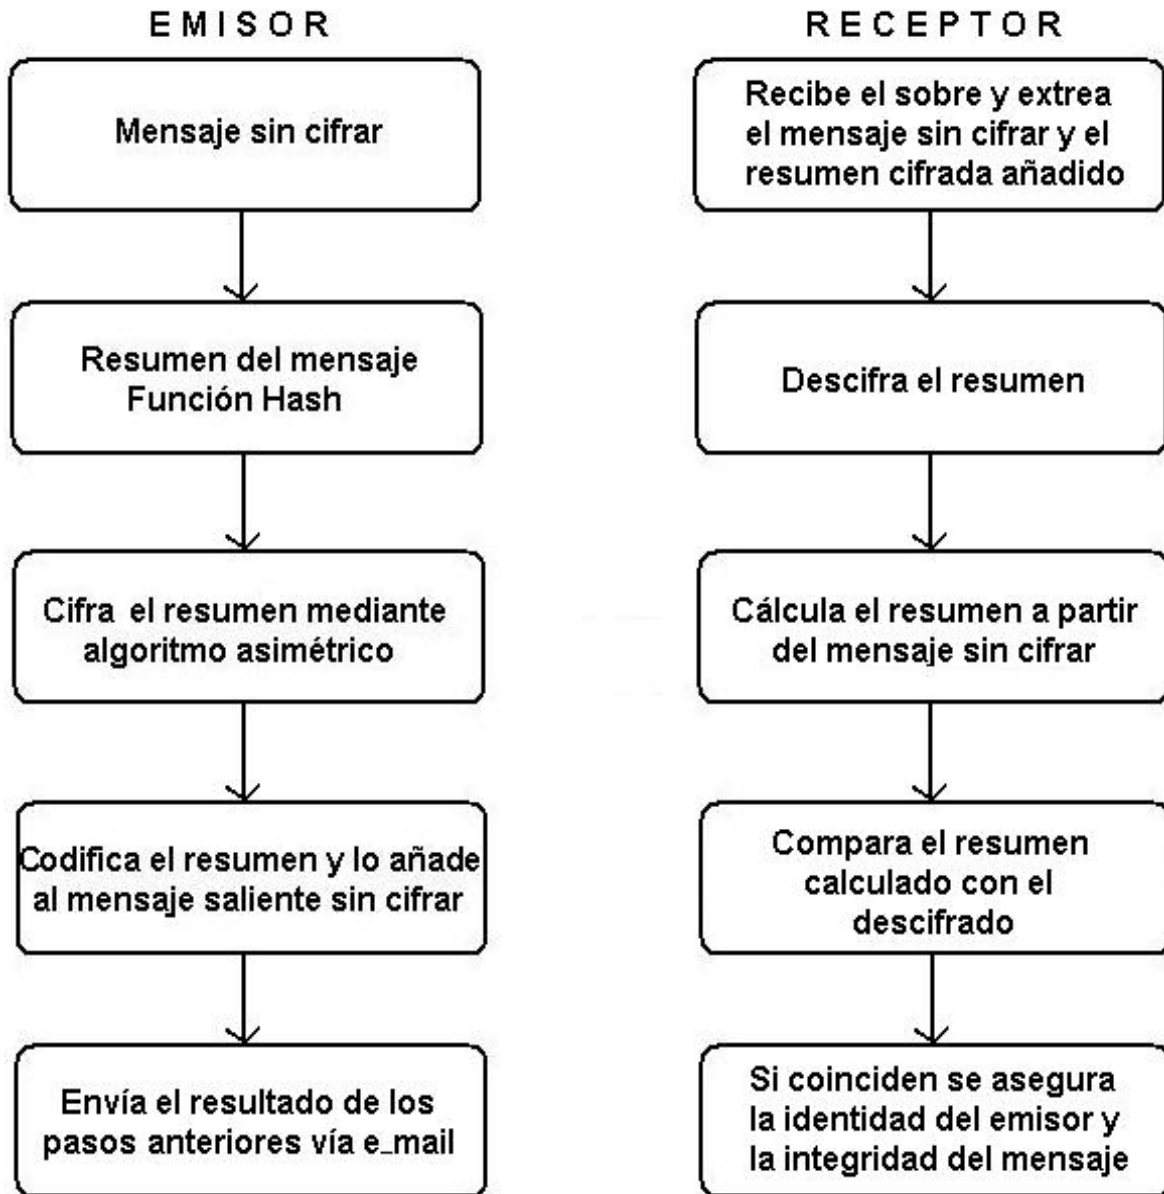 E M I S O R
Mensaje sin cifrar
Resumen del mensaje
Función Hash
Cifra el resumen mediante
algoritmo asimétrico
Codifica el resumen y lo añade
al mensaje saliente sin cifrar
Envía el resultado de los
pasos anteriores vía e_mail
R E C E P T O R
Recibe el sobre y extrea
el mensaje sin cifrar y el
resumen cifrada añadido
Descifra el resumen
Cálcula el resumen a partir
del mensaje sin cifrar
Compara el resumen
calculado con el
descifrado
Si coinciden se asegura
la identidad del emisor y
la integridad del mensaje